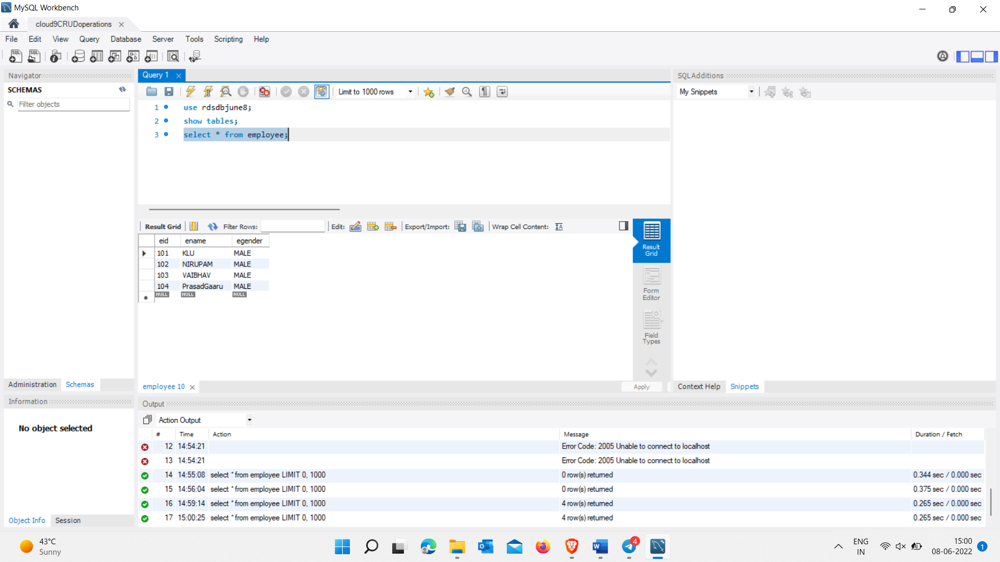 MySQL Workbench
cloud9CRUDoperations
File Edit View Query Database Server Tools Scripting Help
Navigator
SCHEMAS
Filter objects
Query 1
Limit to 1000 rows
1 use rdsdbjune8;
2 show tables;
3 select * from employee;
SQLAdditions
My Snippets
Result Grid Filter Rows: Edit: Export/Import: Wrap Cell Content:
eid ename egender
101 KLU MALE
102 NIRUPAM MALE
103 VAIBHAV MALE
104 PrasadGaaru MALE
NULL NULL NULL
Result
Grid
Form
Editor
Field
Types
Administration Schemas
employee 10
Apply
Context Help Snippets
Information
No object selected
Object Info Session
Output
Action Output
# Time Action Message Duration / Fetch
12 14:54:21 Error Code: 2005 Unable to connect to localhost
13 14:54:21 Error Code: 2005 Unable to connect to localhost
14 14:55:08 select * from employee LIMIT 0, 1000 0 row(s) returned 0.344 sec / 0.000 sec
15 14:56:04 select * from employee LIMIT 0, 1000 0 row(s) returned 0.375 sec / 0.000 sec
16 14:59:14 select * from employee LIMIT 0, 1000 4 row(s) returned 0.265 sec / 0.000 sec
17 15:00:25 select * from employee LIMIT 0, 1000 4 row(s) returned 0.265 sec / 0.000 sec
43°C
Sunny
4
ENG
IN
15:00
08-06-2022
1